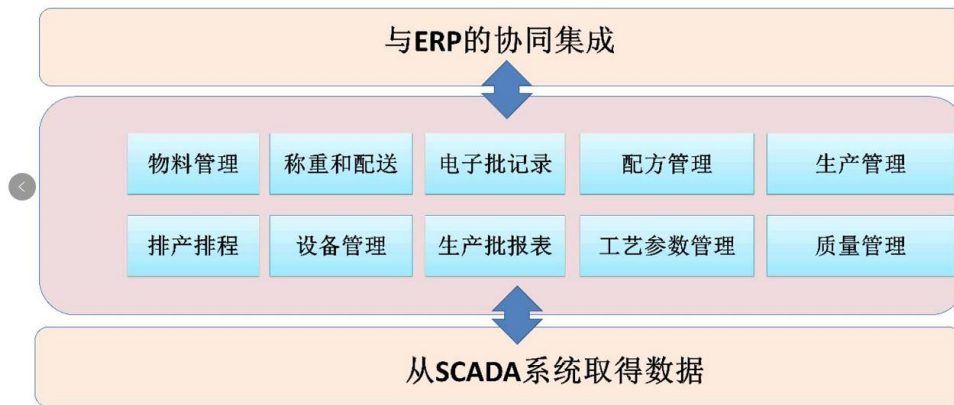 与ERP的协同集成
物料管理
称重和配送
电子批记录
配方管理
生产管理
排产排程
设备管理
生产批报表
工艺参数管理
质量管理
从SCADA系统取得数据